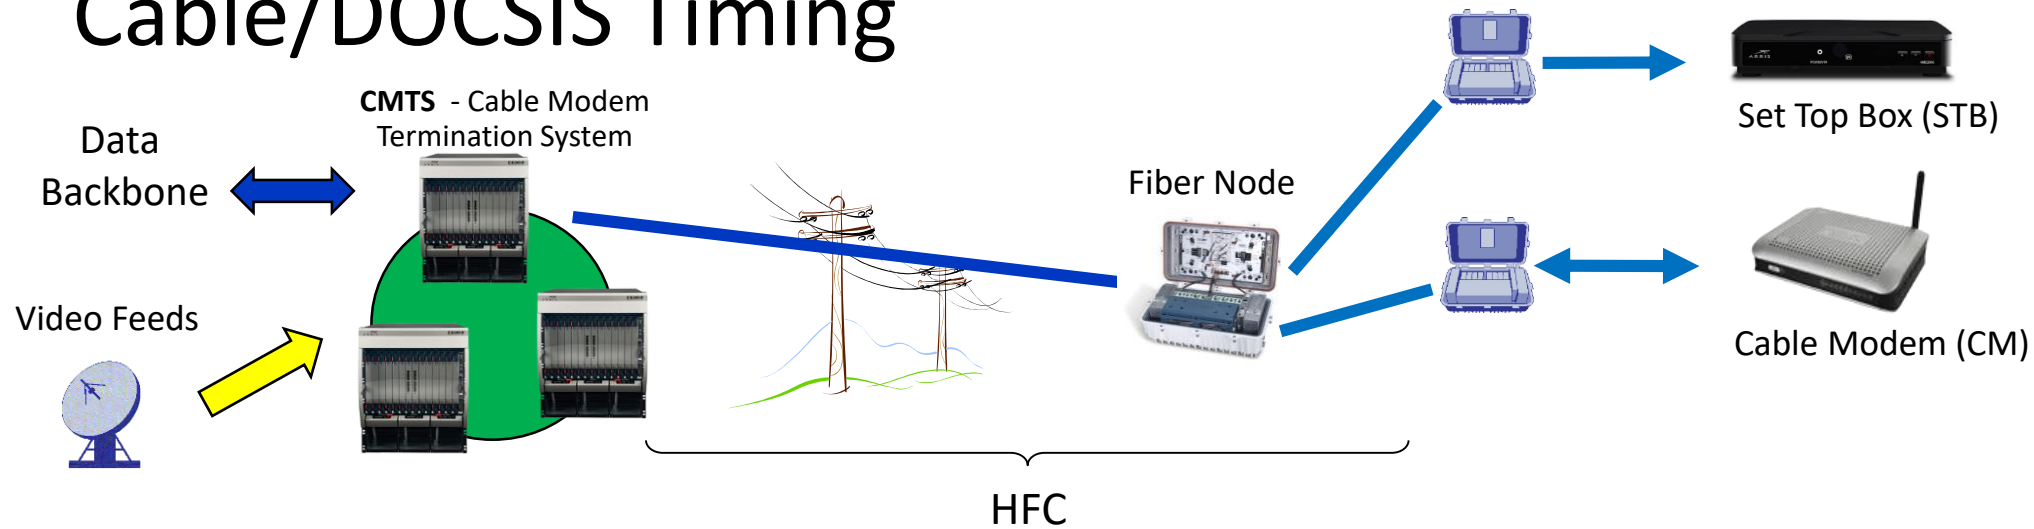 Cable/DOCSIS Timing
CMTS - Cable Modem
Termination System
Data
Backbone
Video Feeds
Fiber Node
ARRIS
Set Top Box (STB)
Cable Modem (CM)
HFC